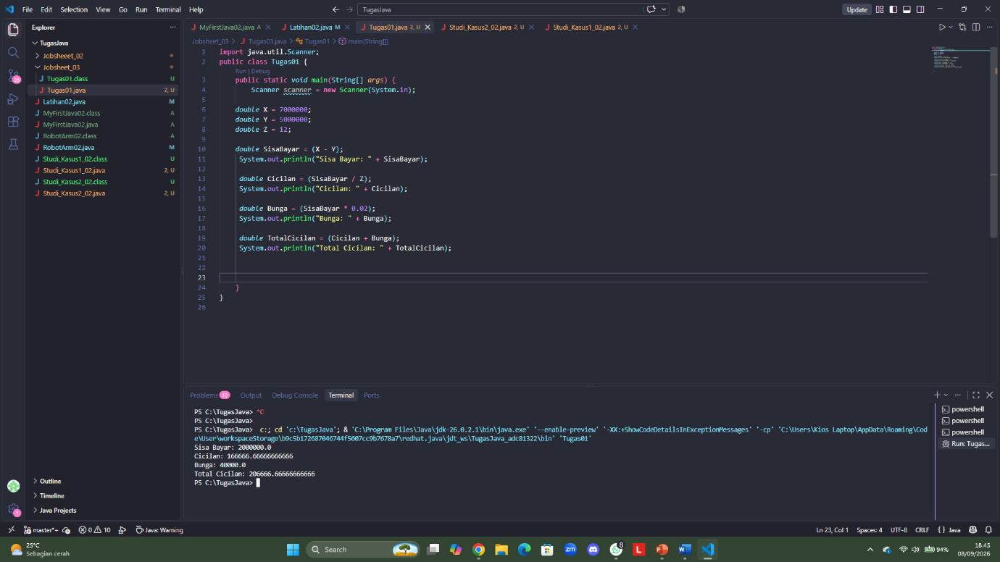 File Edit Selection View Go Run Terminal Help
TugasJava
Update
Explorer
TugasJava
Jobsheeet_02
Jobsheet_03
Tugas01.class U
Tugas01.java 2, U
Latihan02.java M
MyFirstJava02.class A
MyFirstJava02.java A
RobotArm02.class A
RobotArm02.java M
Studi_Kasus1_02.class U
Studi_Kasus1_02.java 2, U
Studi_Kasus2_02.class U
Studi_Kasus2_02.java 2, U
Outline
Timeline
Java Projects
MyFirstJava02.java A Latihan02.java M Tugas01.java 2, U Studi_Kasus2_02.java 2, U Studi_Kasus1_02.java 2, U
Jobsheet_03 > Tugas01.java > Tugas01 > main(String[])
1 import java.util.Scanner;
2 public class Tugas01 {
Run | Debug
3 public static void main(String[] args) {
4 Scanner scanner = new Scanner(System.in);
5
6 double X = 7000000;
7 double Y = 5000000;
8 double Z = 12;
9
10 double SisaBayar = (X - Y);
11 System.out.println("Sisa Bayar: " + SisaBayar);
12
13 double Cicilan = (SisaBayar / Z);
14 System.out.println("Cicilan: " + Cicilan);
15
16 double Bunga = (SisaBayar * 0.02);
17 System.out.println("Bunga: " + Bunga);
18
19 double TotalCicilan = (Cicilan + Bunga);
20 System.out.println("Total Cicilan: " + TotalCicilan);
21
22
23
24 }
25 }
26
Problems 10 Output Debug Console Terminal Ports
PS C:\TugasJava> ^C
PS C:\TugasJava>
PS C:\TugasJava> c:; cd 'c:\TugasJava'; & 'C:\Program Files\Java\jdk-26.0.2.1\bin\java.exe' '--enable-preview' '-XX:+ShowCodeDetailsInExceptionMessages' '-cp' 'C:\Users\Kios Laptop\AppData\Roaming\Cod
e\User\workspaceStorage\b9c5b172687046744f5607cc9b7678a7\redhat.java\jdt_ws\TugasJava_adc81322\bin' 'Tugas01'
Sisa Bayar: 2000000.0
Cicilan: 166666.66666666666
Bunga: 40000.0
Total Cicilan: 206666.66666666666
PS C:\TugasJava>
powershell
powershell
powershell
Run: Tugas...
26
1
master*+ 0 10 Java: Warning Ln 23, Col 1 Spaces: 4 UTF-8 CRLF {} Java
25°C
Sebagian cerah
Search
zm
8
L
94%
18.45
08/09/2026